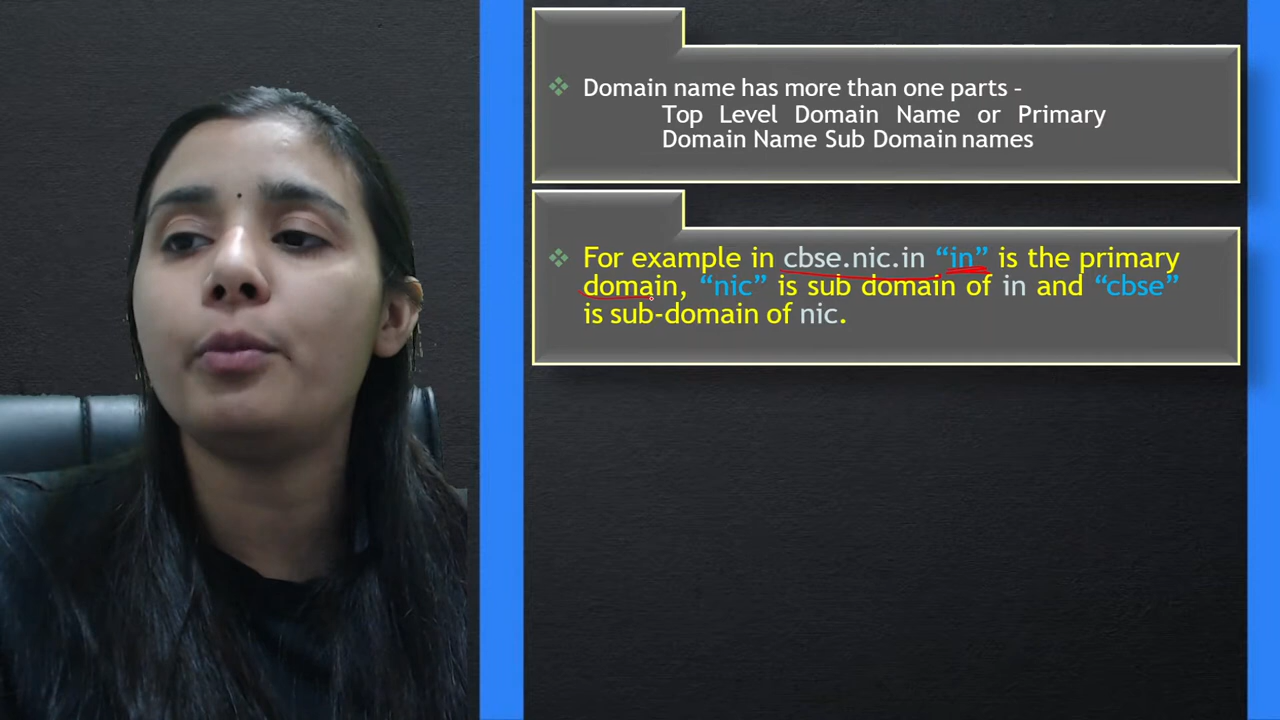 Domain name has more than one parts -
Top Level Domain Name or Primary
Domain Name Sub Domain names
For example in cbse.nic.in “in” is the primary
domain, “nic” is sub domain of in and “cbse”
is sub-domain of nic.